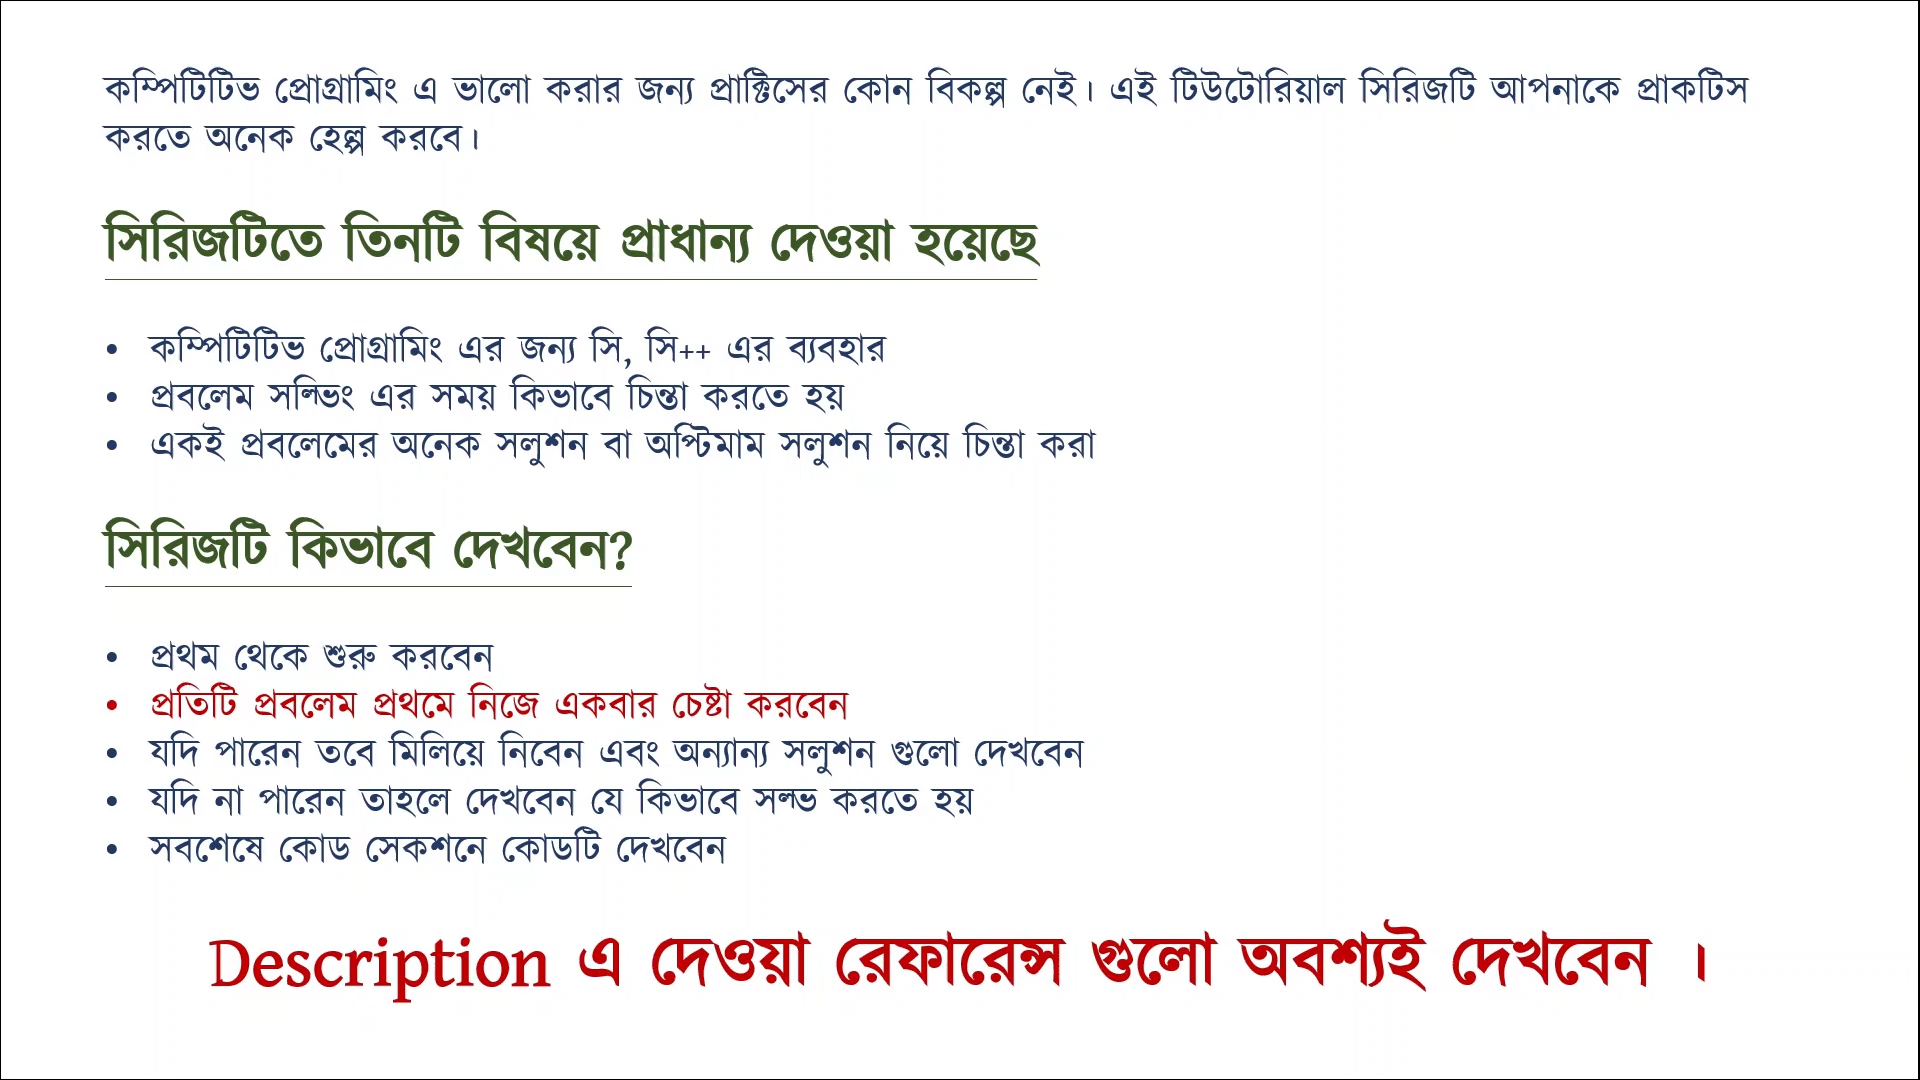 কম্পিটিটিভ প্রোগ্রামিং এ ভালো করার জন্য প্রাক্টিসের কোন বিকল্প নেই। এই টিউটোরিয়াল সিরিজটি আপনাকে প্রাকটিস
করতে অনেক হেল্প করবে।
সিরিজটিতে তিনটি বিষয়ে প্রাধান্য দেওয়া হয়েছে
• কম্পিটিটিভ প্রোগ্রামিং এর জন্য সি, সি++ এর ব্যবহার
• প্রবলেম সল্ভিং এর সময় কিভাবে চিন্তা করতে হয়
• একই প্রবলেমের অনেক সলুশন বা অপ্টিমাম সলুশন নিয়ে চিন্তা করা
সিরিজটি কিভাবে দেখবেন?
• প্রথম থেকে শুরু করবেন
• প্রতিটি প্রবলেম প্রথমে নিজে একবার চেষ্টা করবেন
• যদি পারেন তবে মিলিয়ে নিবেন এবং অন্যান্য সলুশন গুলো দেখবেন
• যদি না পারেন তাহলে দেখবেন যে কিভাবে সল্ভ করতে হয়
• সবশেষে কোড সেকশনে কোডটি দেখবেন
Description এ দেওয়া রেফারেন্স গুলো অবশ্যই দেখবেন ।